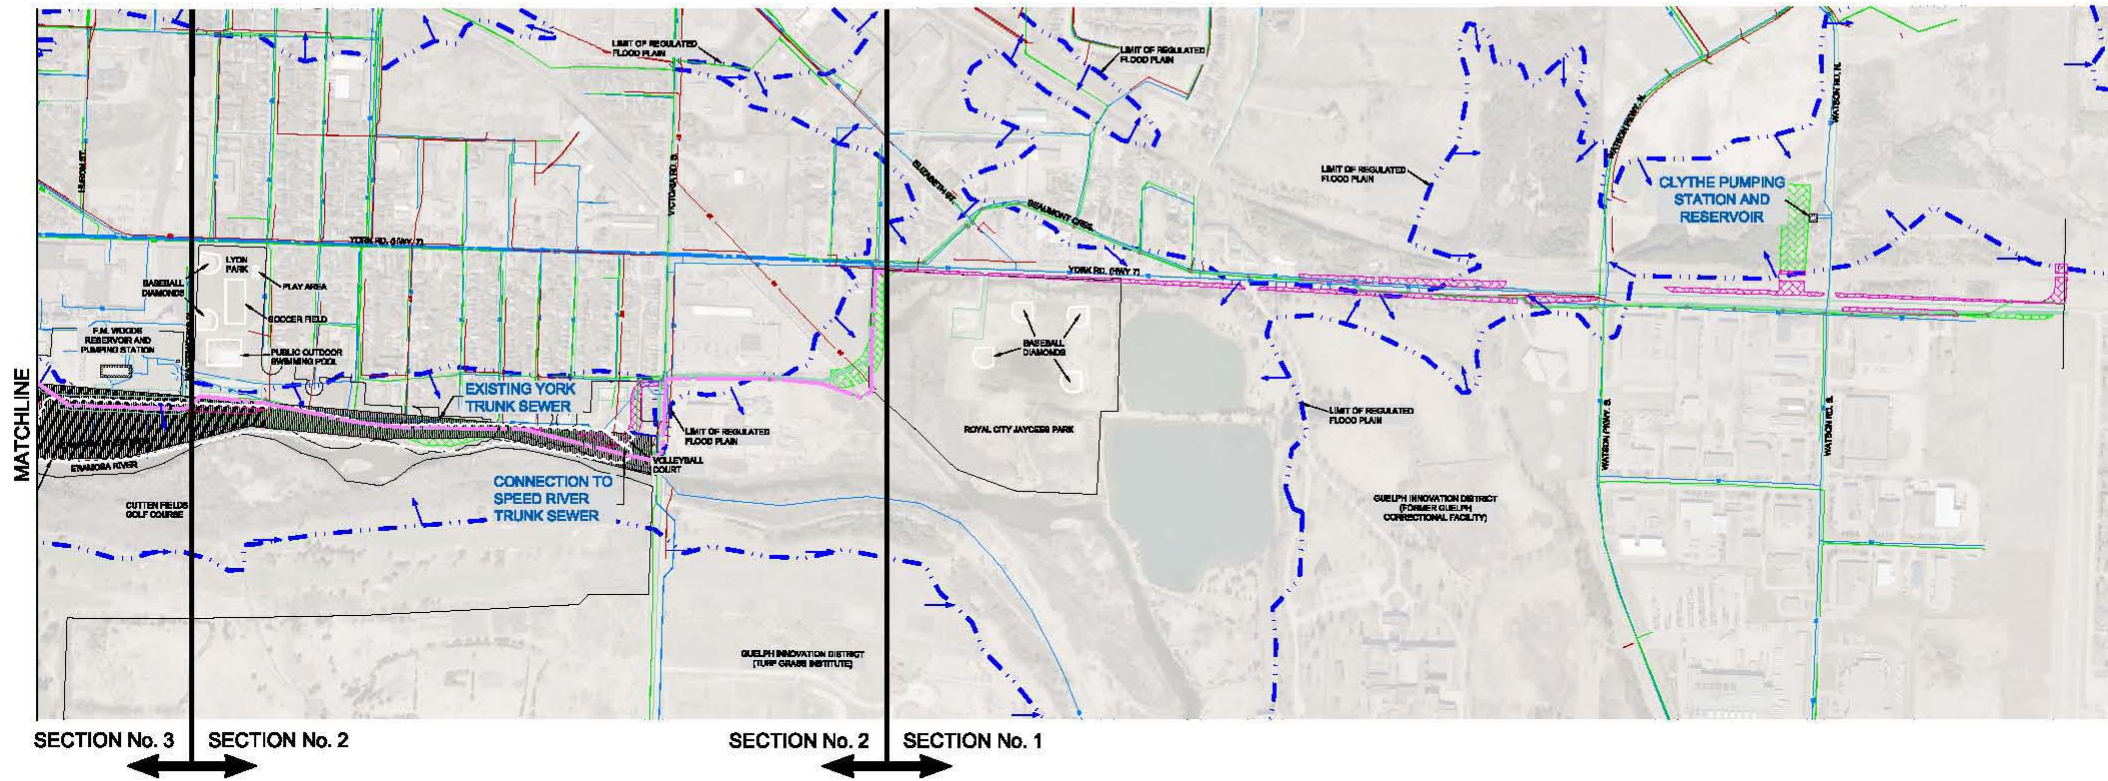 LIMIT OF REGULATED
FLOOD PLAIN
LIMIT OF REGULATED
FLOOD PLAIN
HURON ST.
VICTORIA RD. S.
ELIZABETH ST.
BEAUMONT CRES.
LIMIT OF REGULATED
FLOOD PLAIN
WATSON PKWY. N.
WATSON RD. N.
CLYTHE PUMPING
STATION AND
RESERVOIR
YORK RD. (HWY. 7)
YORK RD. (HWY 7)
LYON
PARK
BASEBALL
DIAMONDS
PLAY AREA
SOCCER FIELD
F.M. WOODS
RESERVOIR AND
PUMPING STATION
PUBLIC OUTDOOR
SWIMMING POOL
BASEBALL
DIAMONDS
EXISTING YORK
TRUNK SEWER
MATCHLINE
LIMIT OF REGULATED
FLOOD PLAIN
ROYAL CITY JAYCEES PARK
LIMIT OF REGULATED
FLOOD PLAIN
WATSON PKWY. S.
WATSON RD. S.
VOLLEYBALL
COURT
ERAMOSA RIVER
CONNECTION TO
SPEED RIVER
TRUNK SEWER
CUTTEN FIELDS
GOLF COURSE
GUELPH INNOVATION DISTRICT
(FORMER GUELPH
CORRECTIONAL FACILITY)
GUELPH INNOVATION DISTRICT
(TURF GRASS INSTITUTE)
SECTION No. 3
SECTION No. 2
SECTION No. 2
SECTION No. 1